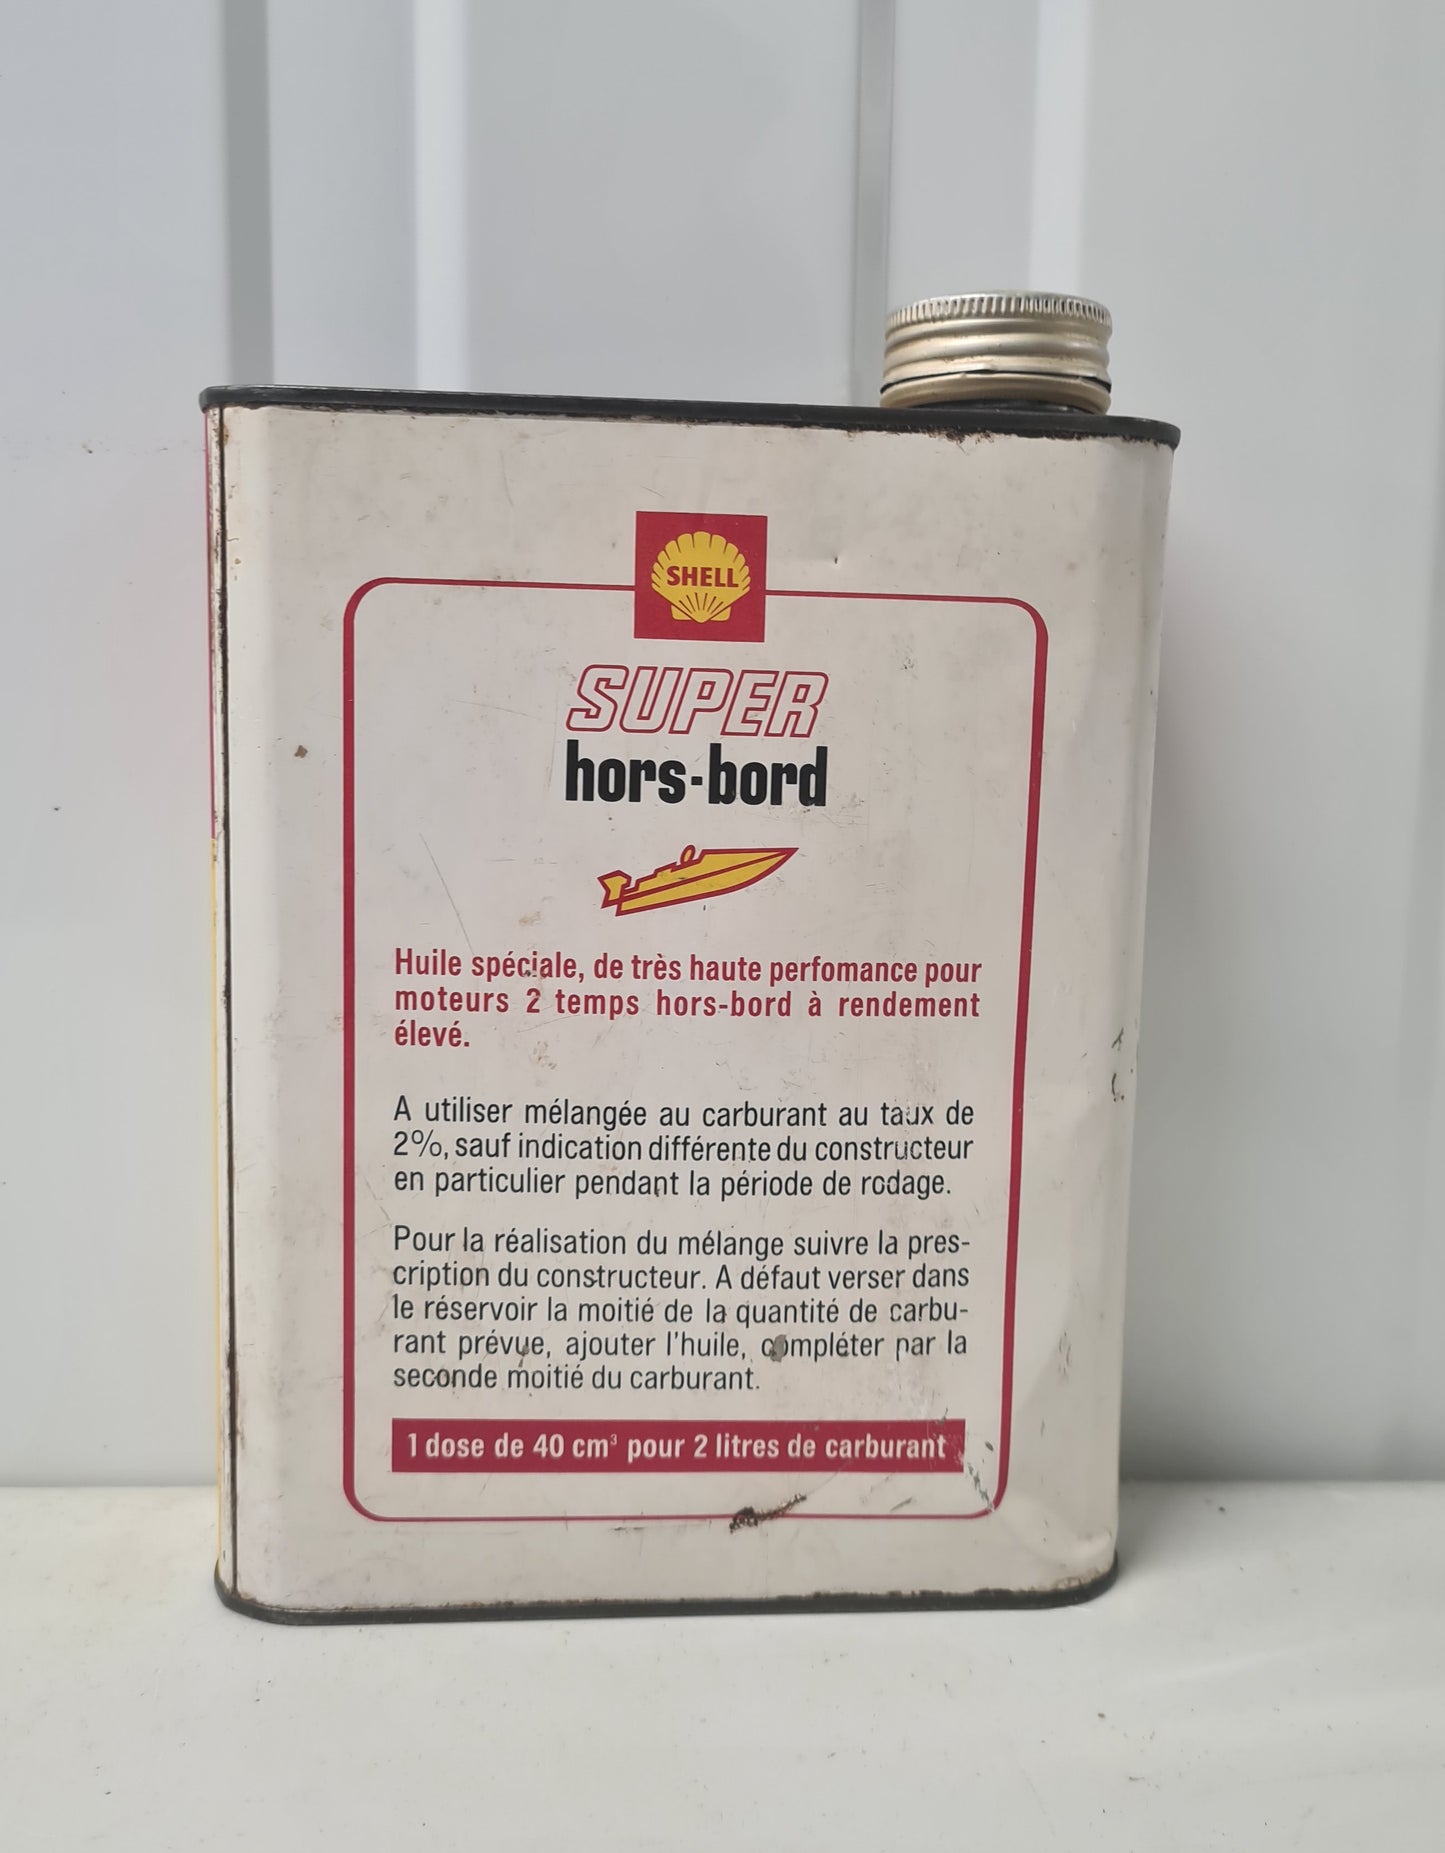 SHELL
SUPER
hors-bord
Huile spéciale, de très haute perfomance pour
moteurs 2 temps hors-bord à rendement
élevé.
A utiliser mélangée au carburant au taux de
2%, sauf indication différente du constructeur
en particulier pendant la période de rodage.
Pour la réalisation du mélange suivre la pres-
cription du constructeur. A défaut verser dans
le réservoir la moitié de la quantité de carbu-
rant prévue, ajouter l'huile, compléter par la
seconde moitié du carburant.
1 dose de 40 cm³ pour 2 litres de carburant